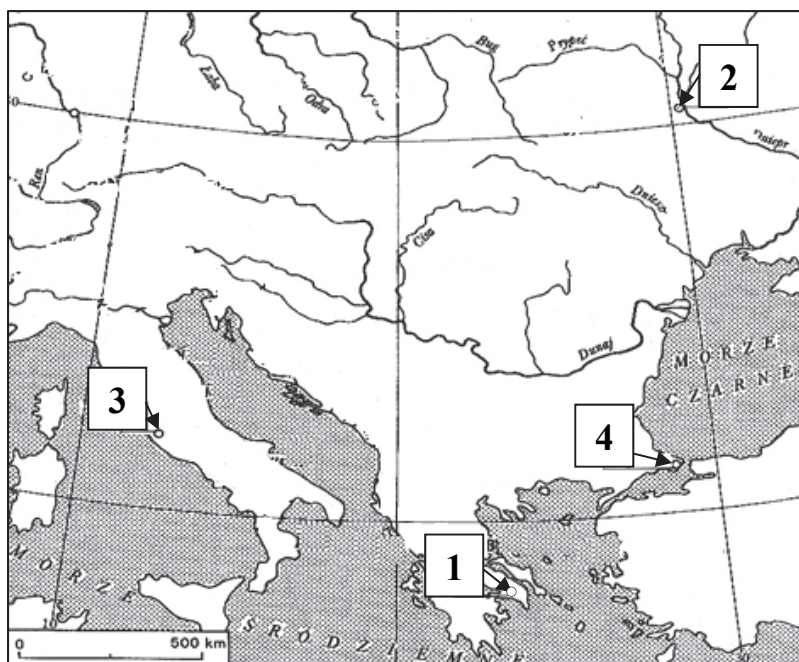 Łaba
Odra
Bug
Prypeć
2
Ren
Dniepr
Dniestr
Cisa
Dunaj
MORZE
CZARNE
3
4
1
MORZE
ŚRÓDZIEMNE
10
0 500 km